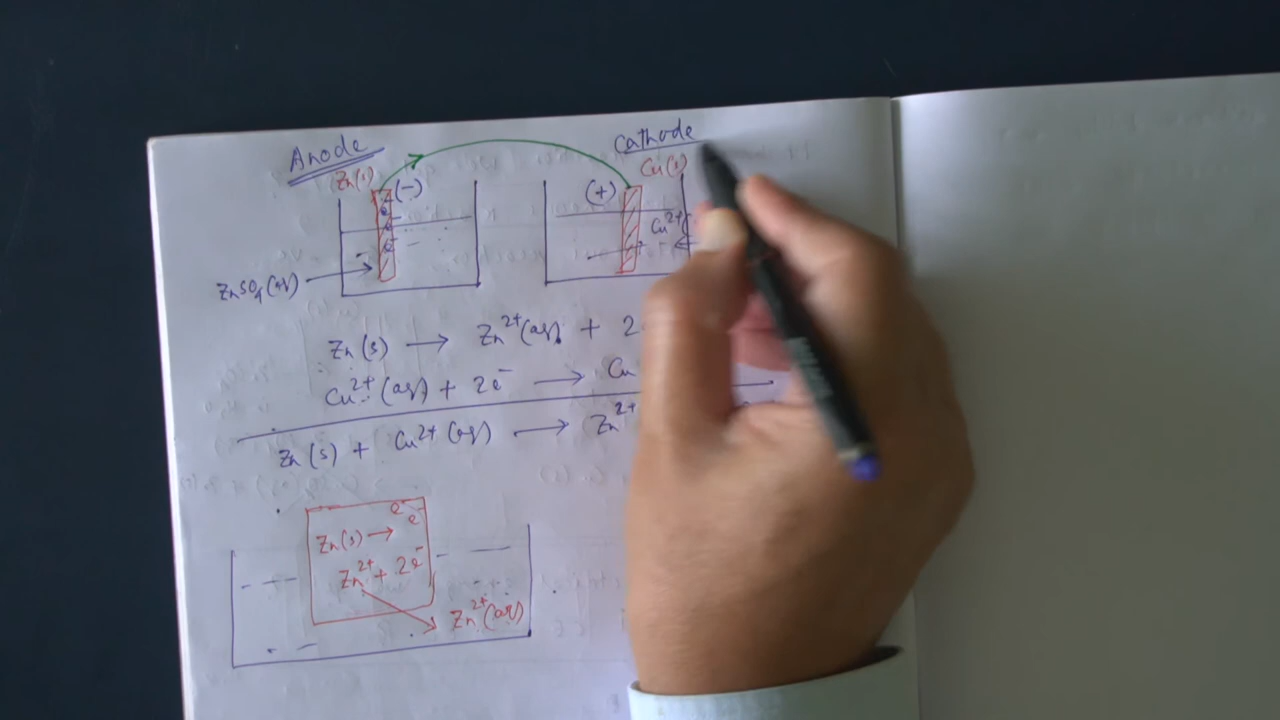 Anode
Cathode
Zn(s)
Cu(s)
(-)
(+)
e⁻
Cu²⁺
ZnSO₄(aq)
Zn(s) → Zn²⁺(aq) + 2
Cu²⁺(aq) + 2e⁻ → Cu
Zn(s) + Cu²⁺(aq) → Zn²⁺
e⁻
e⁻
Zn(s) →
Zn²⁺ + 2e⁻
Zn²⁺(aq)